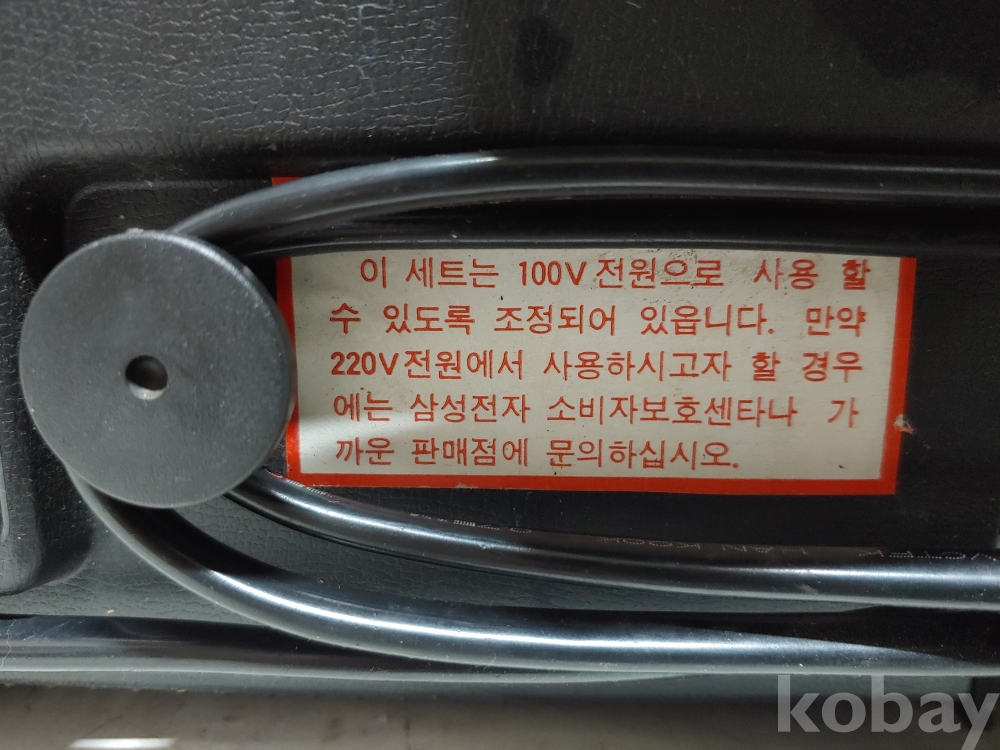 이 세트는 100V 전원으로 사용 할
수 있도록 조정되어 있읍니다. 만약
220V전원에서 사용하시고자 할 경우
에는 삼성전자 소비자보호센타나 가
까운 판매점에 문의하십시오.
HAN KOOK
kobay